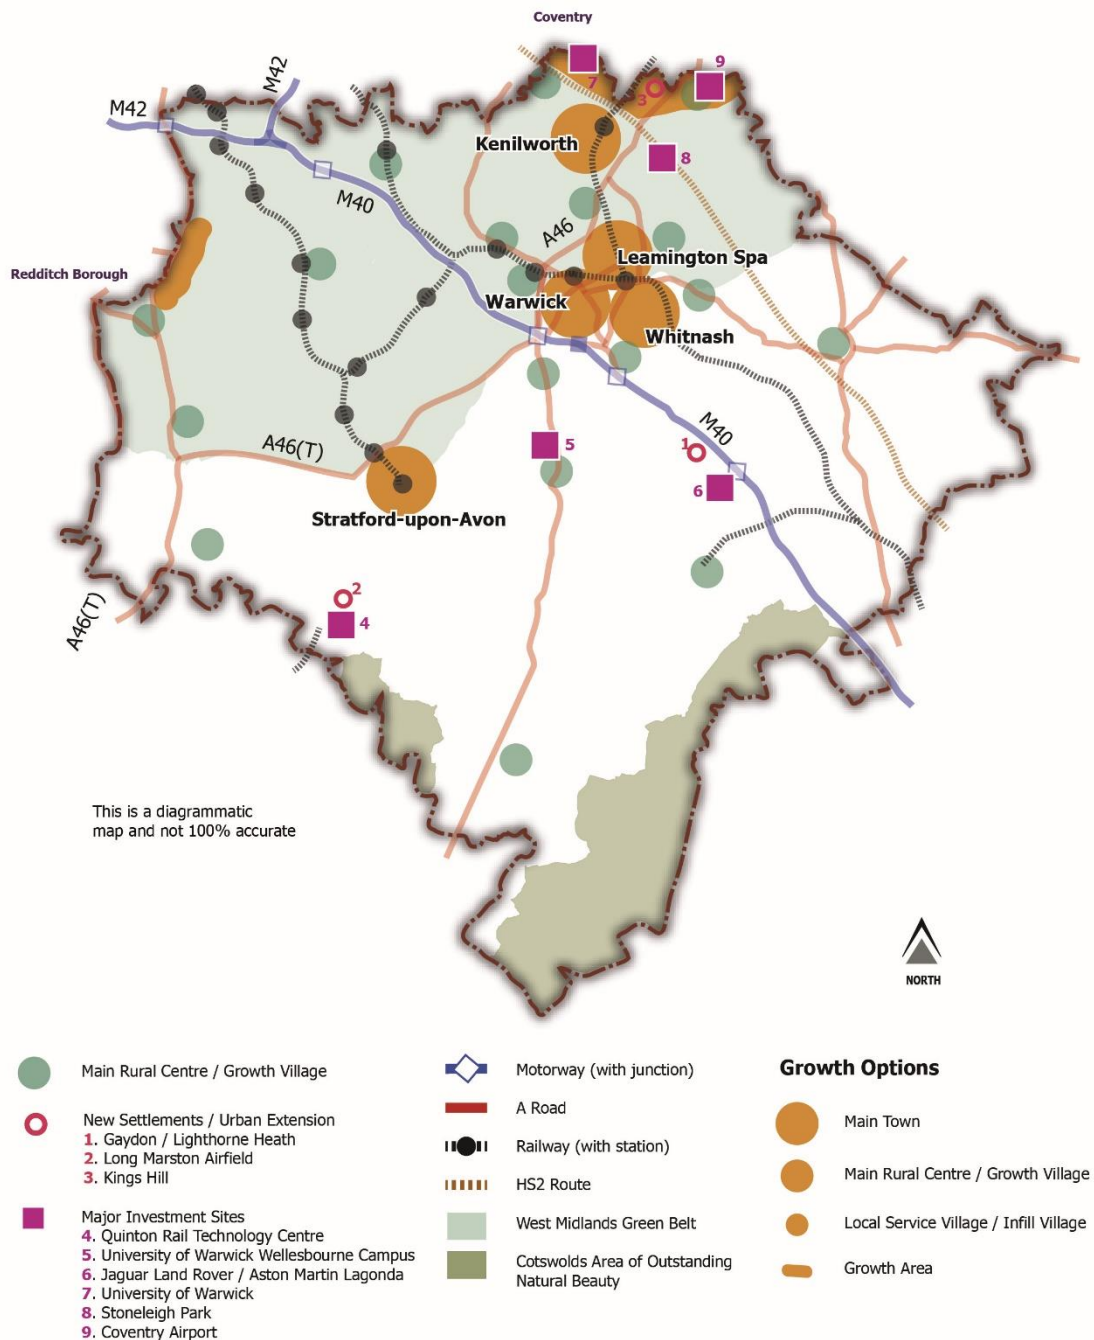 Coventry
M42
9
7
3
M42
Kenilworth
8
M40
A46
Leamington Spa
Redditch Borough
Warwick
Whitnash
M40
A46(T)
5
1
6
Stratford-upon-Avon
2
A46(T)
4
This is a diagrammatic
map and not 100% accurate
NORTH
Main Rural Centre / Growth Village
New Settlements / Urban Extension
1. Gaydon / Lighthorne Heath
2. Long Marston Airfield
3. Kings Hill
Major Investment Sites
4. Quinton Rail Technology Centre
5. University of Warwick Wellesbourne Campus
6. Jaguar Land Rover / Aston Martin Lagonda
7. University of Warwick
8. Stoneleigh Park
9. Coventry Airport
Motorway (with junction)
A Road
Railway (with station)
HS2 Route
West Midlands Green Belt
Cotswolds Area of Outstanding
Natural Beauty
Growth Options
Main Town
Main Rural Centre / Growth Village
Local Service Village / Infill Village
Growth Area